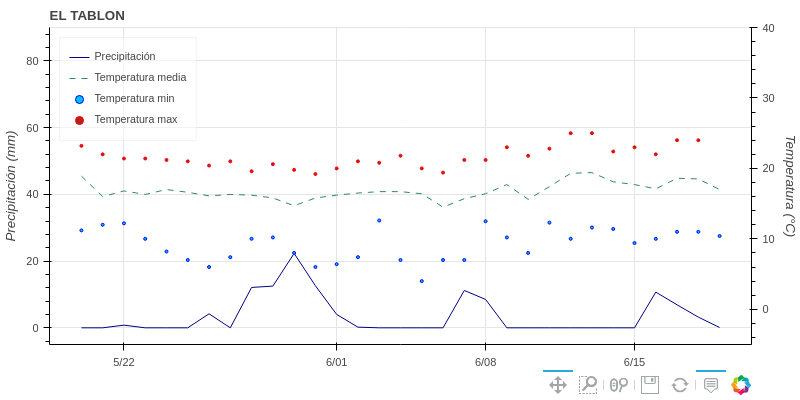 EL TABLON
Precipitación (mm)
80
60
40
20
0
Precipitación
Temperatura media
Temperatura min
Temperatura max
40
30
20
10
0
Temperatura (°C)
5/22
6/01
6/08
6/15